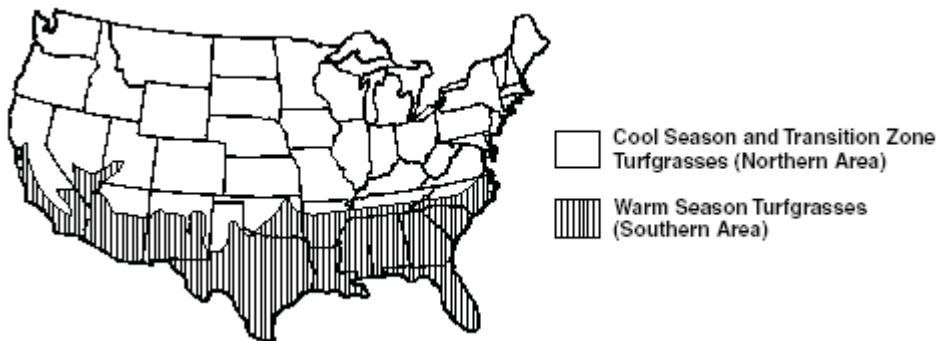 Cool Season and Transition Zone
Turfgrasses (Northern Area)
Warm Season Turfgrasses
(Southern Area)